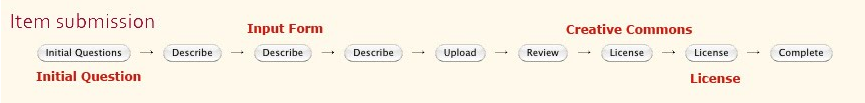 Item submission
Input Form
Creative Commons
Initial Questions → Describe → Describe → Describe → Upload → Review → License → License → Complete
Initial Question
License